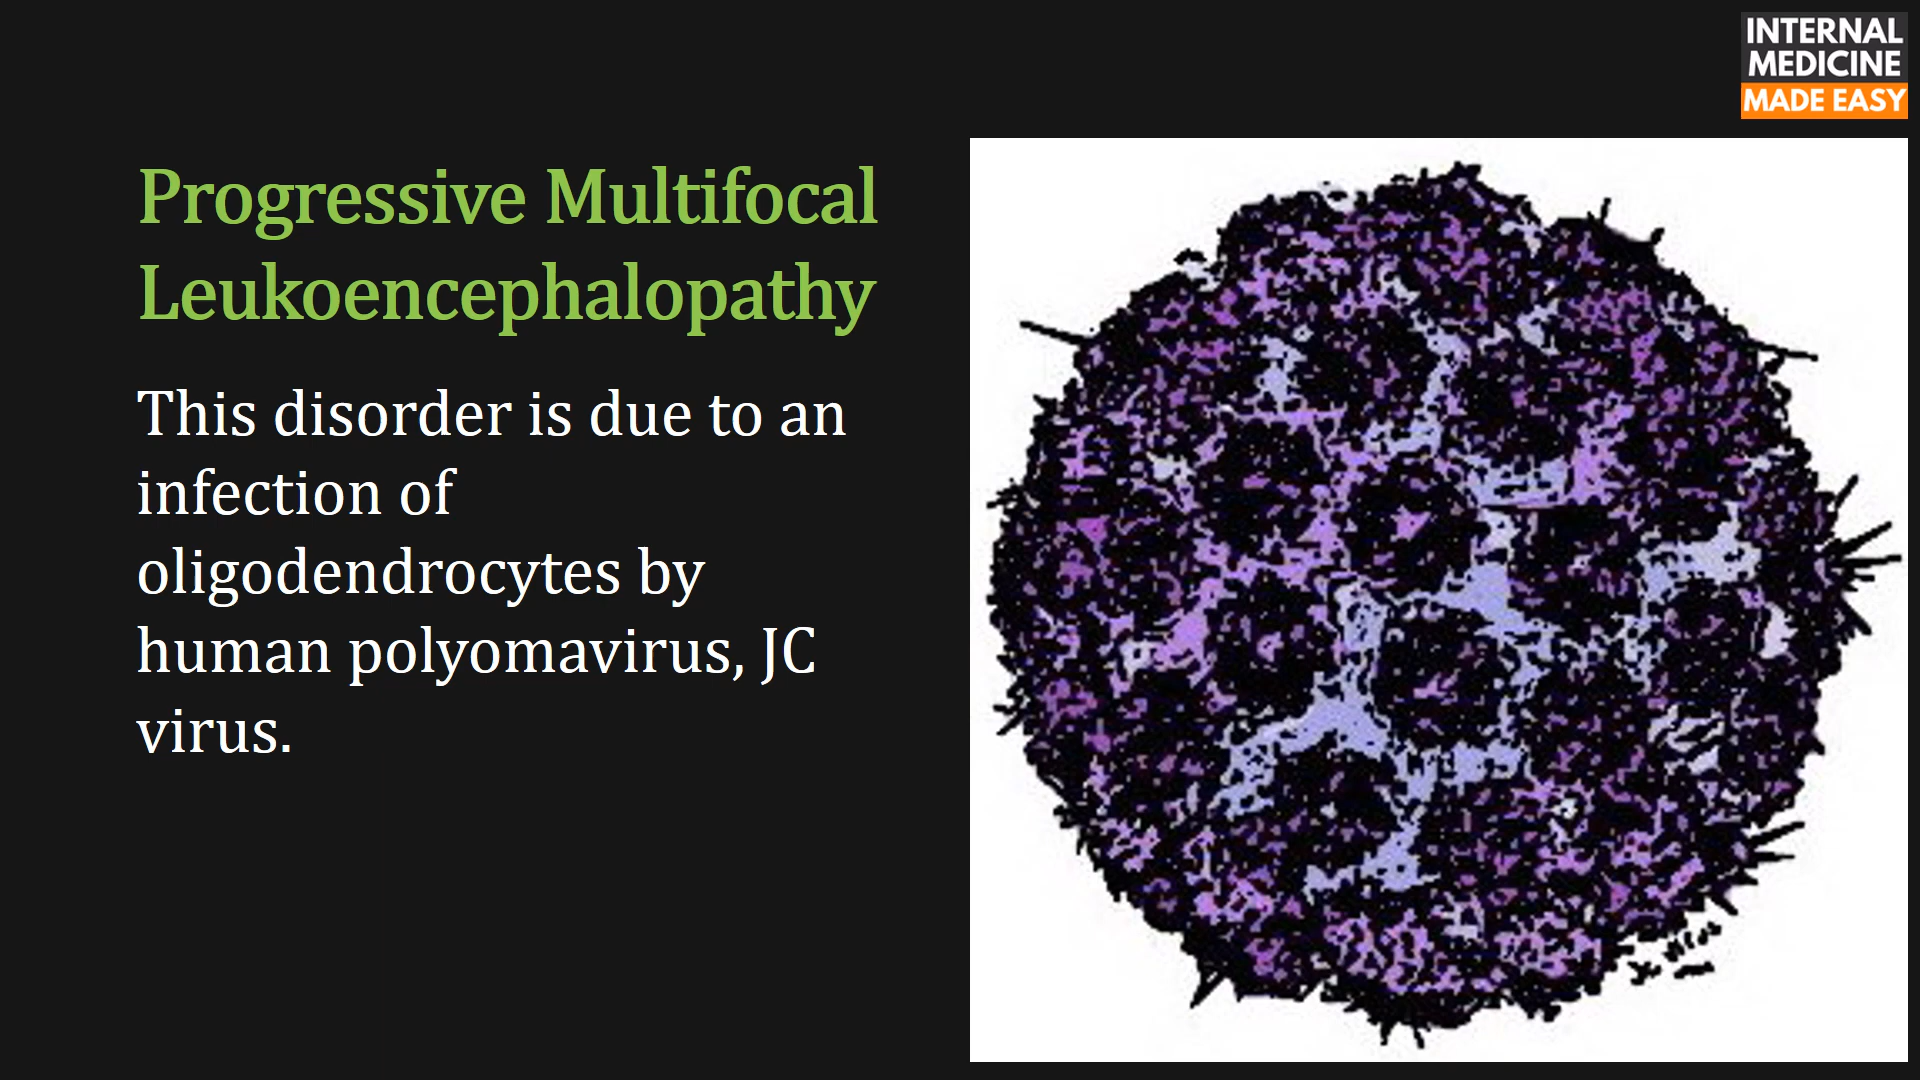 INTERNAL
MEDICINE
MADE EASY
Progressive Multifocal
Leukoencephalopathy
This disorder is due to an
infection of
oligodendrocytes by
human polyomavirus, JC
virus.